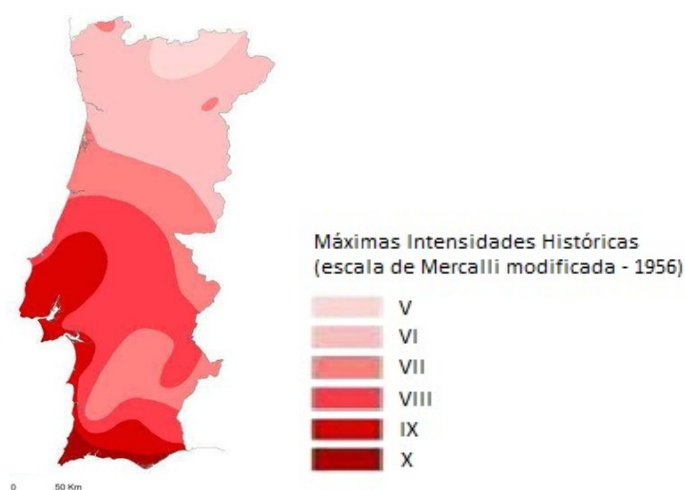 Máximas Intensidades Históricas
(escala de Mercalli modificada - 1956)
V
VI
VII
VIII
IX
X
0 50 Km